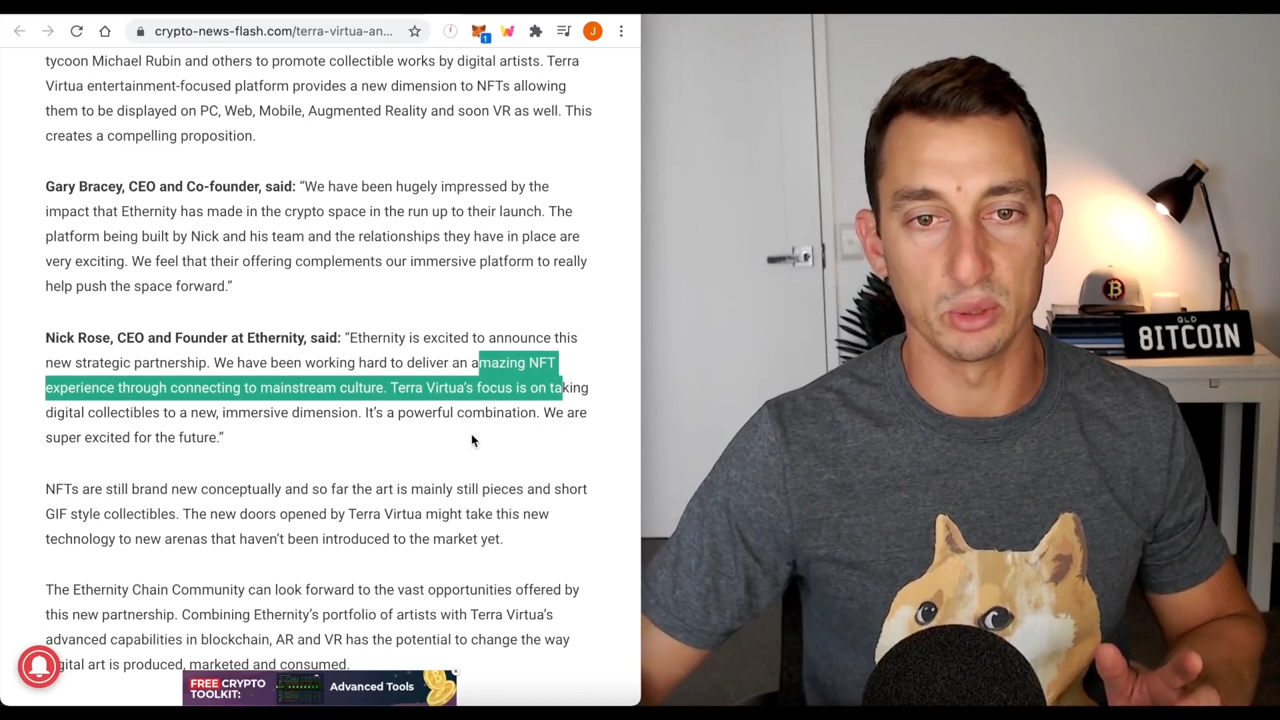 crypto-news-flash.com/terra-virtua-an...
1
J
tycoon Michael Rubin and others to promote collectible works by digital artists. Terra
Virtua entertainment-focused platform provides a new dimension to NFTs allowing
them to be displayed on PC, Web, Mobile, Augmented Reality and soon VR as well. This
creates a compelling proposition.
Gary Bracey, CEO and Co-founder, said: “We have been hugely impressed by the
impact that Ethernity has made in the crypto space in the run up to their launch. The
platform being built by Nick and his team and the relationships they have in place are
very exciting. We feel that their offering complements our immersive platform to really
help push the space forward.”
Nick Rose, CEO and Founder at Ethernity, said: “Ethernity is excited to announce this
new strategic partnership. We have been working hard to deliver an amazing NFT
experience through connecting to mainstream culture. Terra Virtua’s focus is on taking
digital collectibles to a new, immersive dimension. It’s a powerful combination. We are
super excited for the future.”
NFTs are still brand new conceptually and so far the art is mainly still pieces and short
GIF style collectibles. The new doors opened by Terra Virtua might take this new
technology to new arenas that haven’t been introduced to the market yet.
The Ethernity Chain Community can look forward to the vast opportunities offered by
this new partnership. Combining Ethernity’s portfolio of artists with Terra Virtua’s
advanced capabilities in blockchain, AR and VR has the potential to change the way
digital art is produced, marketed and consumed.
FREE CRYPTO
TOOLKIT:
Advanced Tools
QLD
8ITCOIN